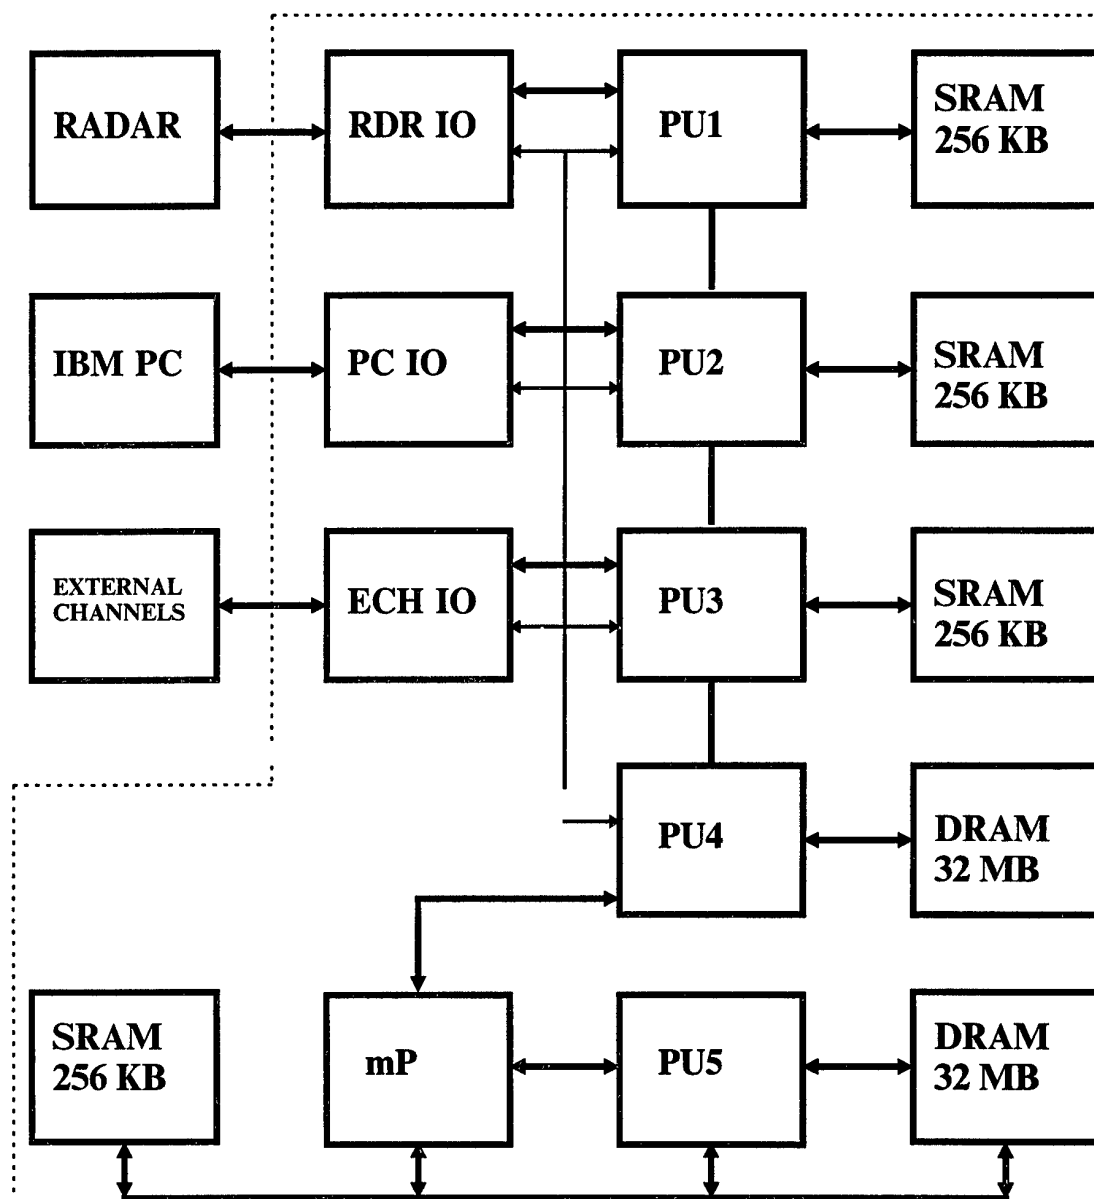 RADAR
RDR IO
PU1
SRAM
256 KB
IBM PC
PC IO
PU2
SRAM
256 KB
EXTERNAL
CHANNELS
ECH IO
PU3
SRAM
256 KB
PU4
DRAM
32 MB
SRAM
256 KB
mP
PU5
DRAM
32 MB